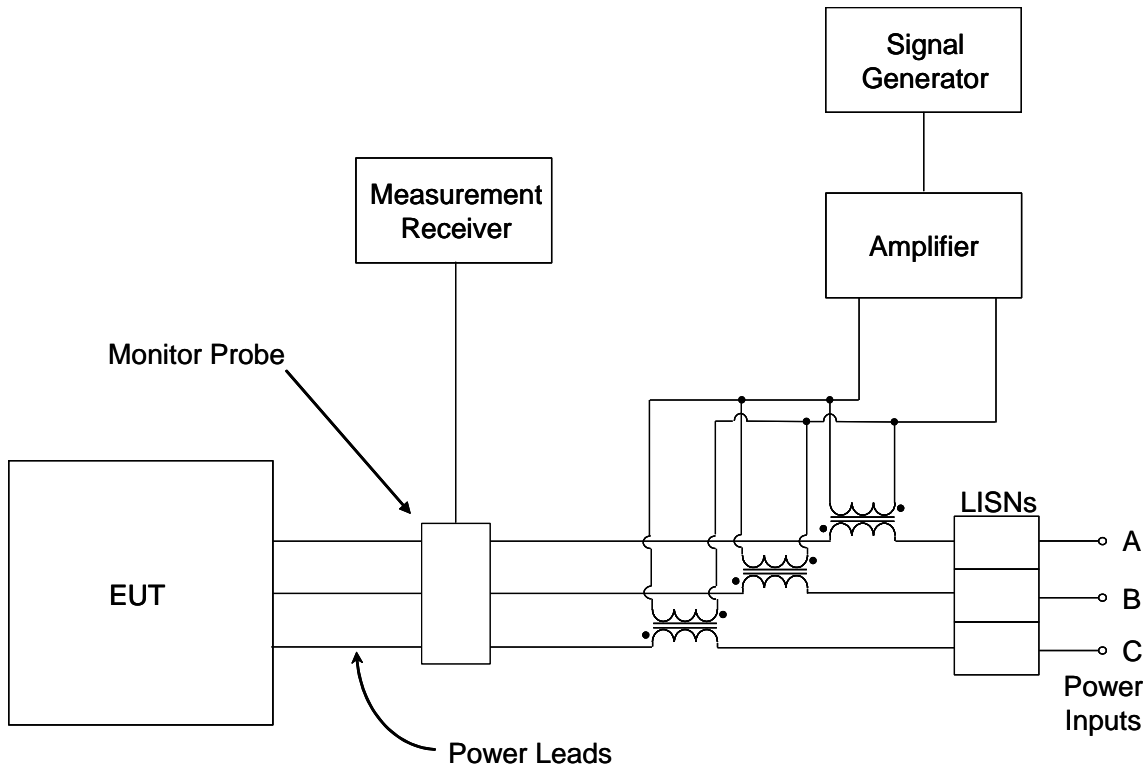 Signal
Generator
Measurement
Receiver
Amplifier
Monitor Probe
LISNs
A
EUT
B
C
Power
Inputs
Power Leads